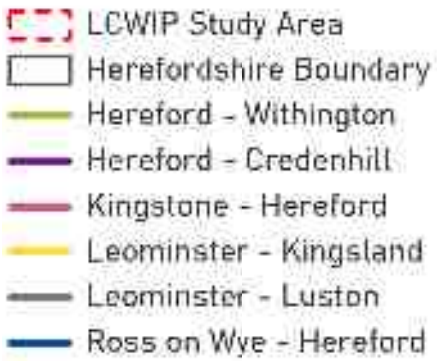 LCWIP Study Area
Herefordshire Boundary
Hereford - Withington
Hereford - Credenhill
Kingstone - Hereford
Leominster - Kingsland
Leominster - Luston
Ross on Wye - Hereford